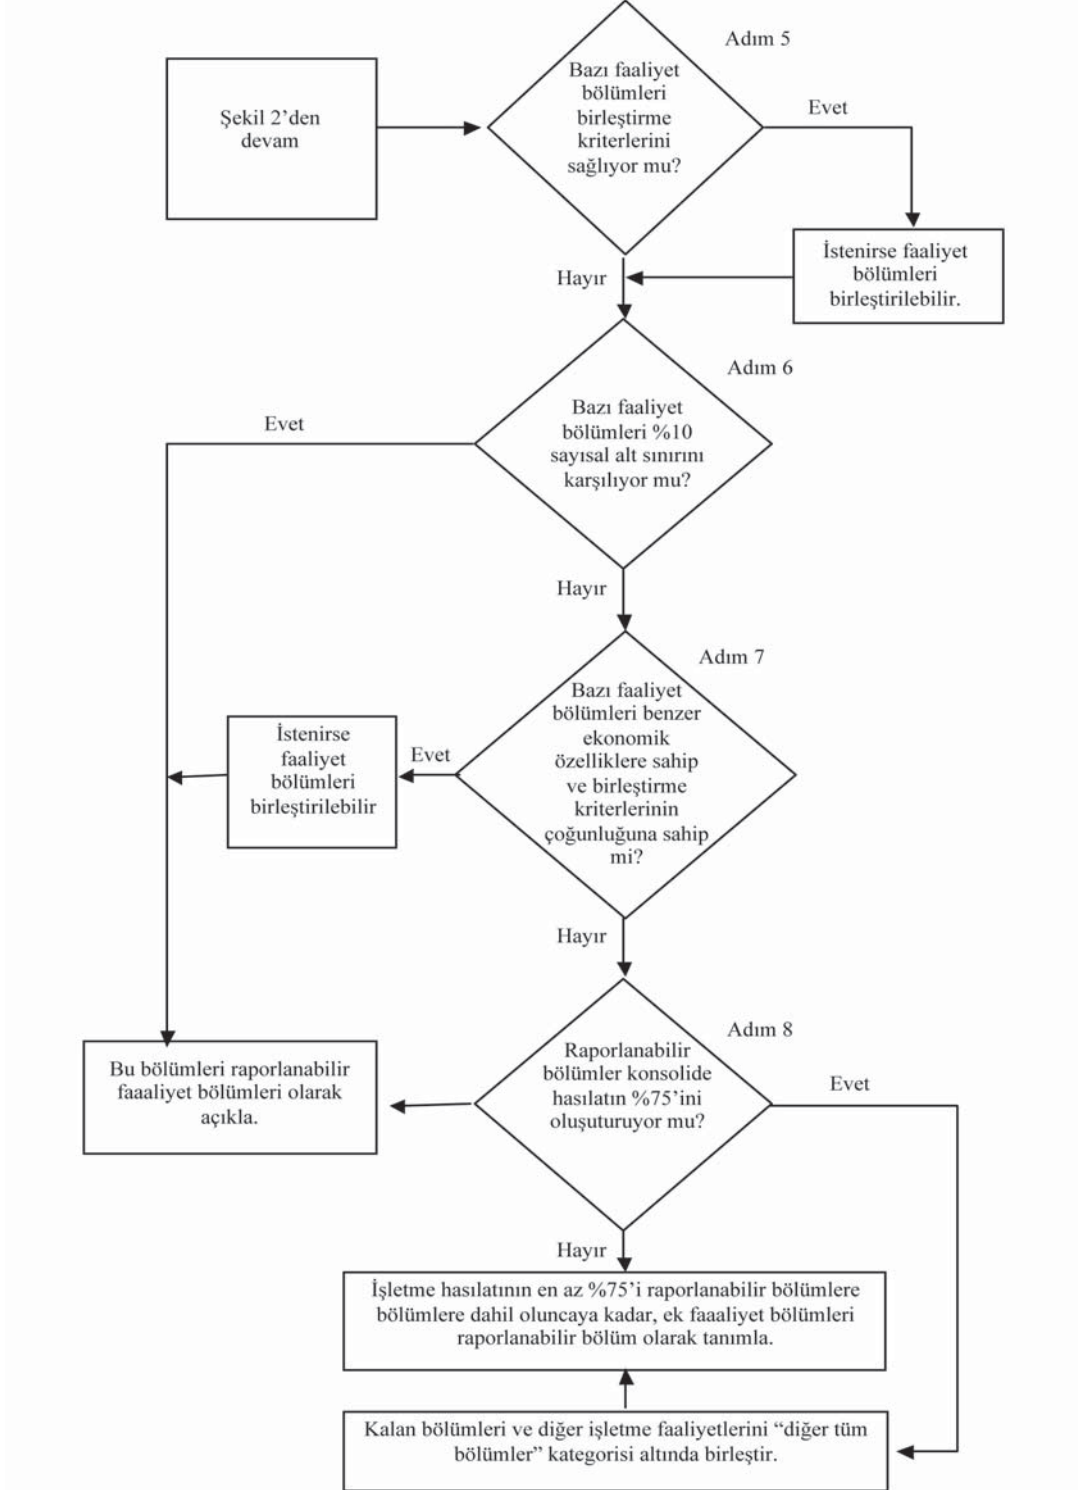 Adım 5
Bazı faaliyet
bölümleri
birleştirme
kriterlerini
sağlıyor mu?
Şekil 2’den
devam
Evet
İstenirse faaliyet
bölümleri
birleştirilebilir.
Hayır
Adım 6
Bazı faaliyet
bölümleri %10
sayısal alt sınırını
karşılıyor mu?
Evet
Hayır
Adım 7
Bazı faaliyet
bölümleri benzer
ekonomik
özelliklere sahip
ve birleştirme
kriterlerinin
çoğunluğuna sahip
mi?
Evet
İstenirse
faaliyet
bölümleri
birleştirilebilir
Hayır
Adım 8
Raporlanabilir
bölümler konsolide
hasılatın %75’ini
oluşuturuyor mu?
Evet
Bu bölümleri raporlanabilir
faaaliyet bölümleri olarak
açıkla.
Hayır
İşletme hasılatının en az %75’i raporlanabilir bölümlere
bölümlere dahil oluncaya kadar, ek faaaliyet bölümleri
raporlanabilir bölüm olarak tanımla.
Kalan bölümleri ve diğer işletme faaliyetlerini “diğer tüm
bölümler” kategorisi altında birleştir.